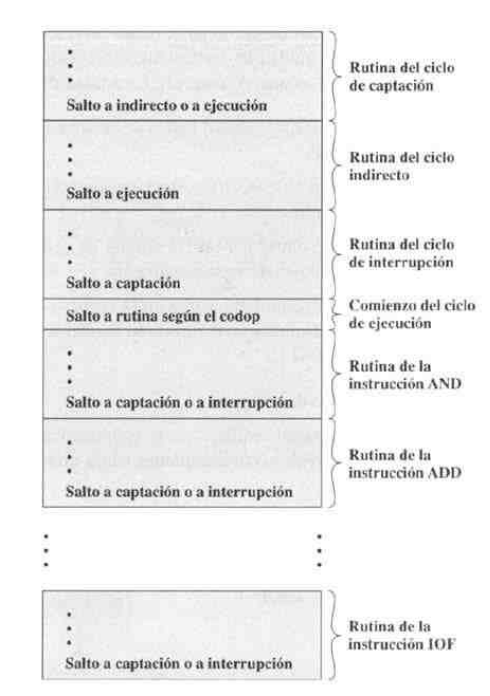 Rutina del ciclo
de captación
Salto a indirecto o a ejecución
Rutina del ciclo
indirecto
Salto a ejecución
Rutina del ciclo
de interrupción
Salto a captación
Salto a rutina según el codop
Comienzo del ciclo
de ejecución
Rutina de la
instrucción AND
Salto a captación o a interrupción
Rutina de la
instrucción ADD
Salto a captación o a interrupción
Rutina de la
instrucción IOF
Salto a captación o a interrupción